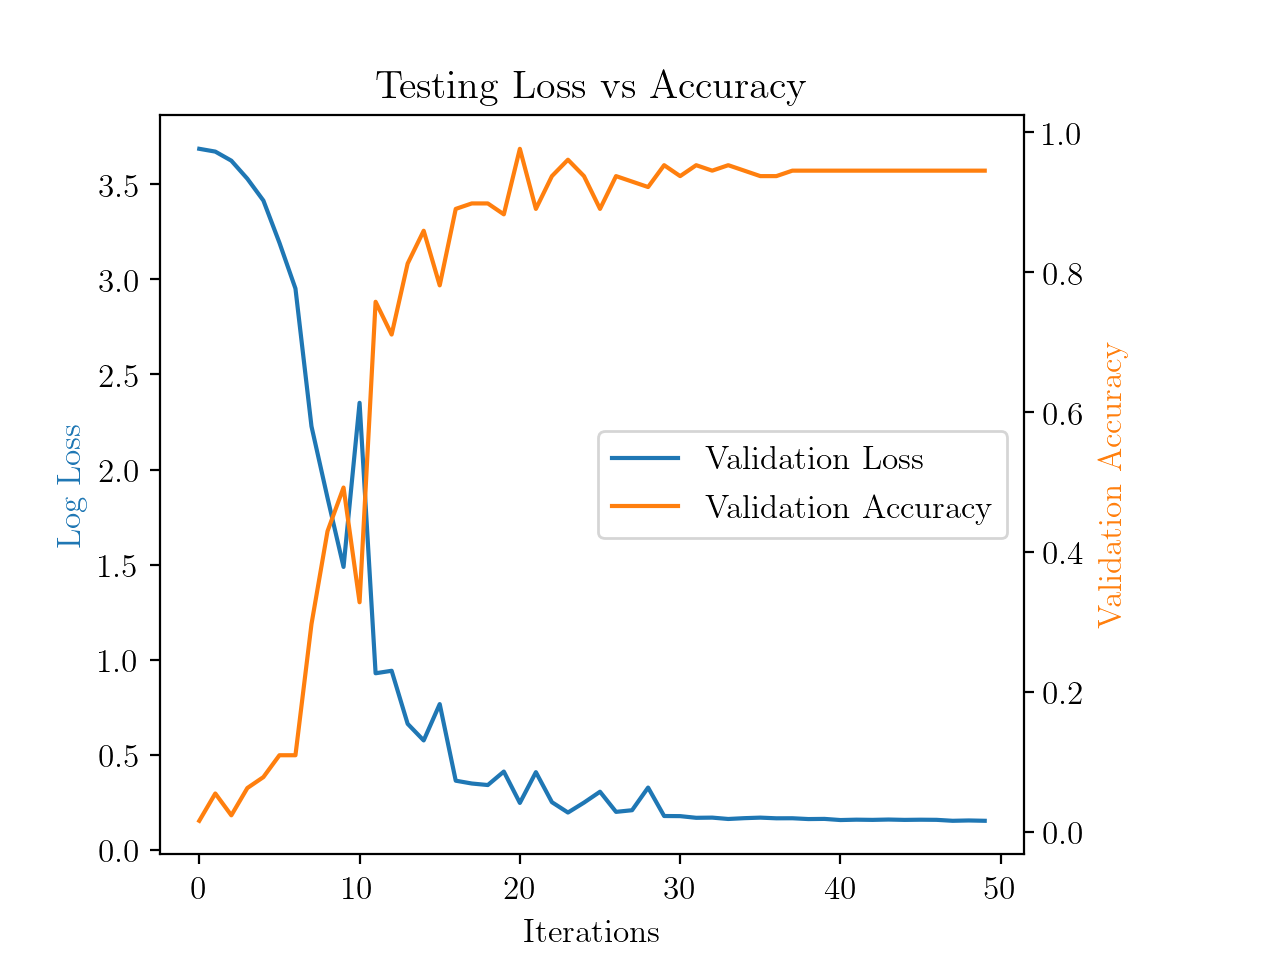 Testing Loss vs Accuracy
Log Loss
3.5
3.0
2.5
2.0
1.5
1.0
0.5
0.0
1.0
0.8
0.6
0.4
0.2
0.0
Validation Accuracy
Validation Loss
Validation Accuracy
0 10 20 30 40 50
Iterations